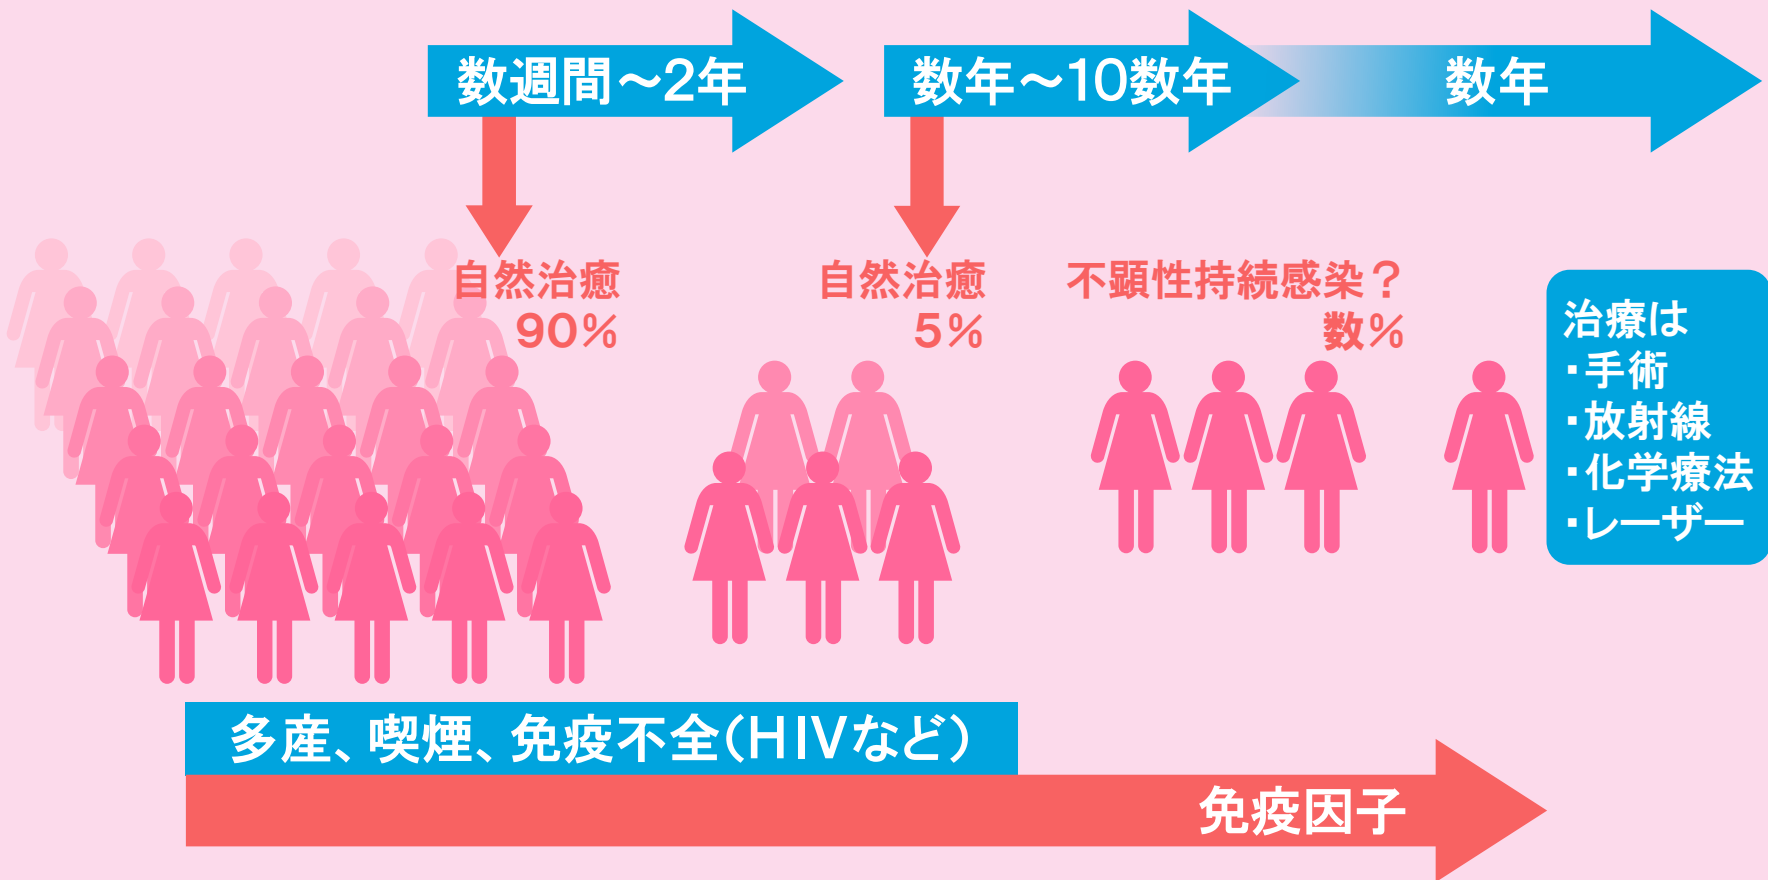 数週間～2年
数年～10数年
数年
自然治癒
90％
自然治癒
5％
不顕性持続感染？
数％
治療は
・手術
・放射線
・化学療法
・レーザー
多産、喫煙、免疫不全（HIVなど）
免疫因子